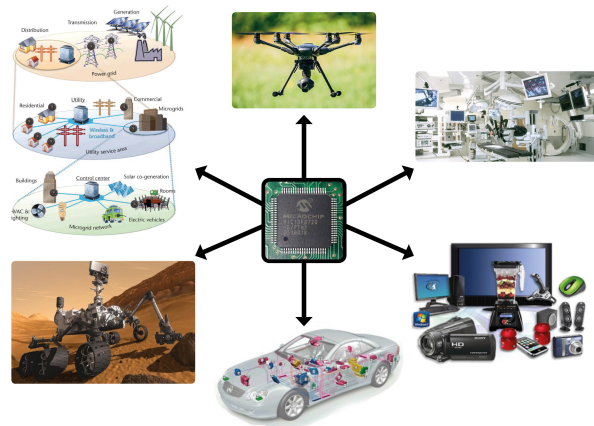 Generation
Transmission
Distribution
Power grid
Residential
Utility
Commercial
Microgrids
Wireless &
broadband
Utility service area
Buildings
Control center
Solar co-generation
Rooms
HVAC &
lighting
Electric vehicles
Microgrid network
MICROCHIP
HD
SONY